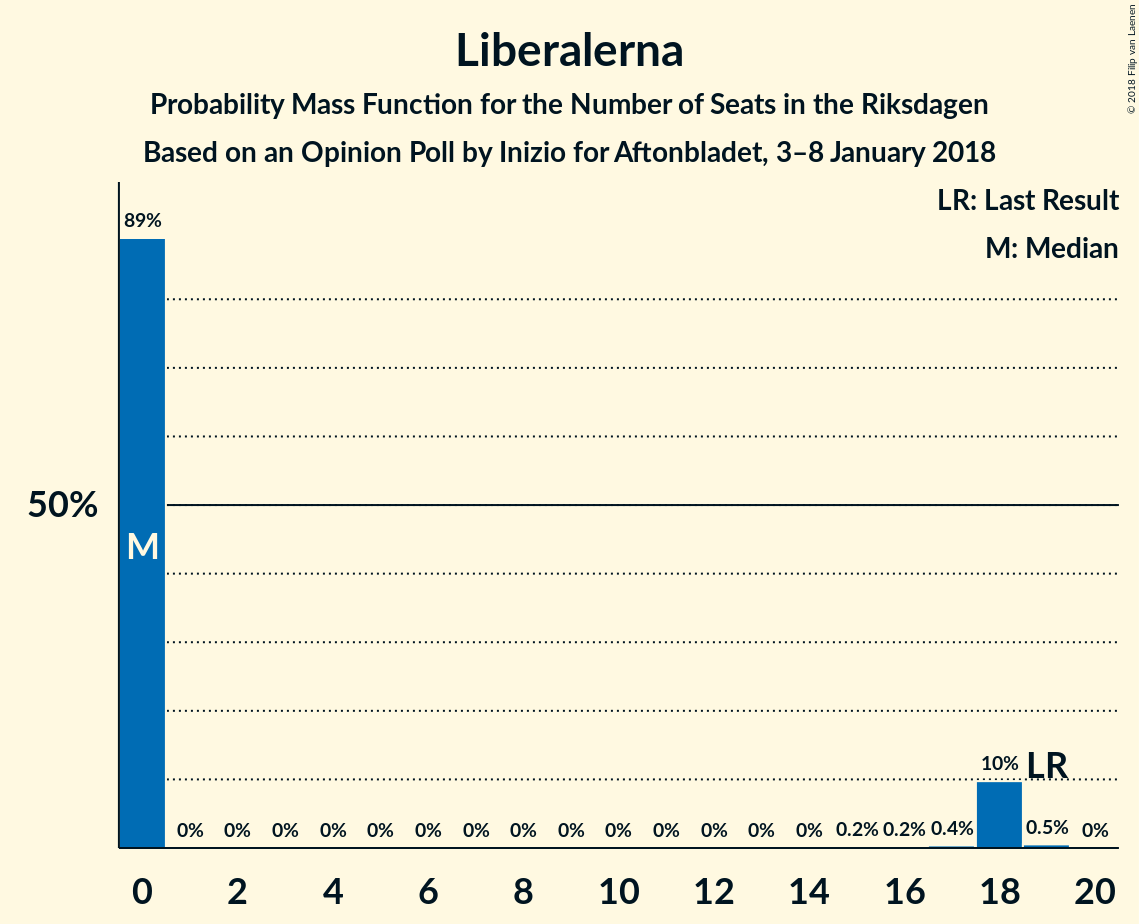 Liberalerna
Probability Mass Function for the Number of Seats in the Riksdagen
Based on an Opinion Poll by Inizio for Aftonbladet, 3–8 January 2018
© 2018 Filip van Laenen
LR: Last Result
M: Median
89%
50%
M
10% LR
0% 0% 0% 0% 0% 0% 0% 0% 0% 0% 0% 0% 0% 0% 0.2% 0.2% 0.4% 0.5% 0%
0 2 4 6 8 10 12 14 16 18 20